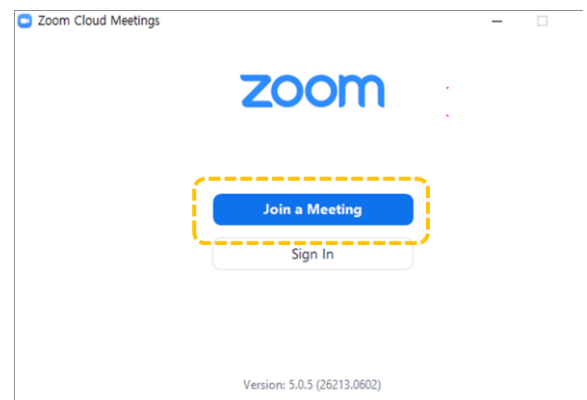 Zoom Cloud Meetings
zoom
Join a Meeting
Sign In
Version: 5.0.5 (26213.0602)